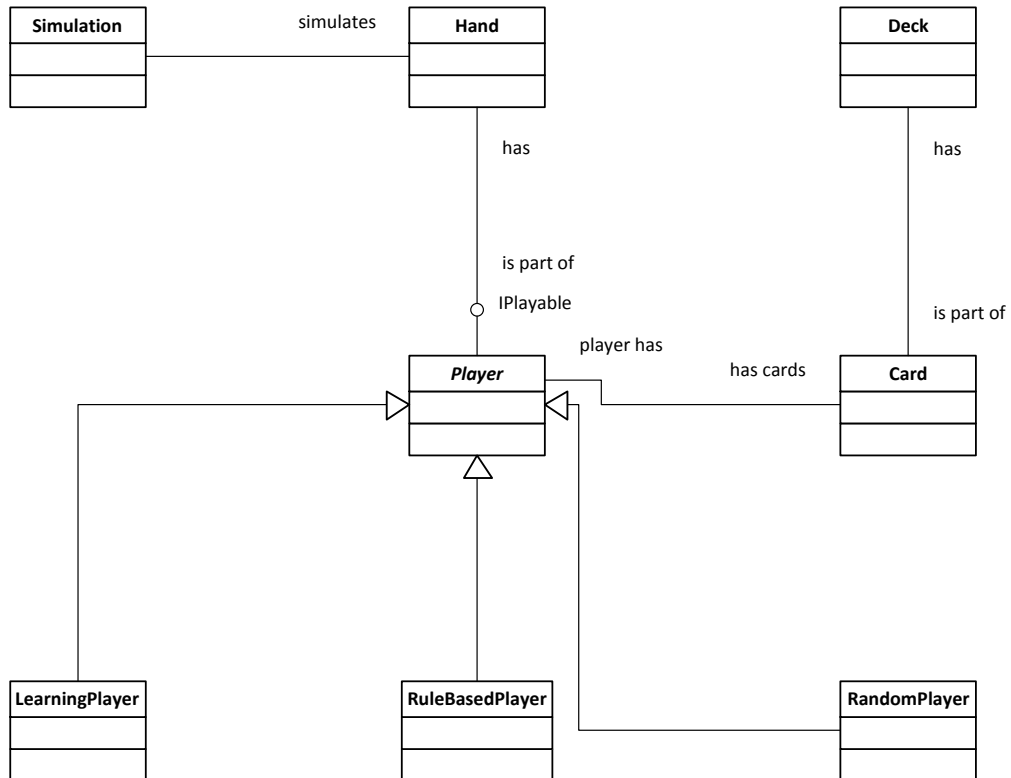 Simulation
simulates
Hand
Deck
has
has
is part of
IPlayable
is part of
player has
has cards
Player
Card
LearningPlayer
RuleBasedPlayer
RandomPlayer